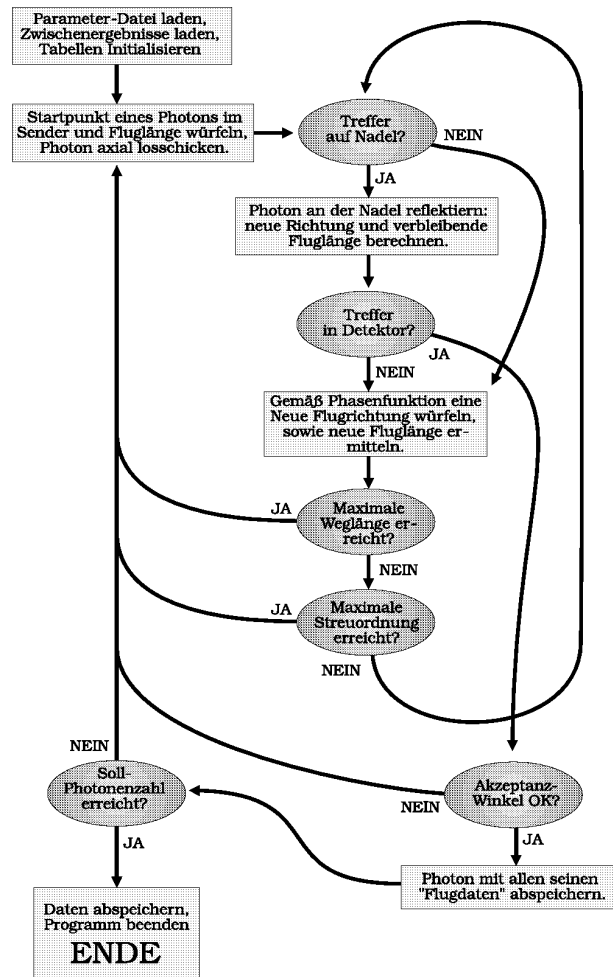 Parameter-Datei laden,
Zwischenergebnisse laden,
Tabellen Initialisieren
Startpunkt eines Photons im
Sender und Fluglänge würfeln,
Photon axial losschicken.
Treffer
auf Nadel?
NEIN
JA
Photon an der Nadel reflektiern:
neue Richtung und verbleibende
Fluglänge berechnen.
Treffer
in Detektor?
JA
NEIN
Gemäß Phasenfunktion eine
Neue Flugrichtung würfeln,
sowie neue Fluglänge er-
mitteln.
JA
Maximale
Weglänge er-
reicht?
NEIN
JA
Maximale
Streuordnung
erreicht?
NEIN
NEIN
Soll-
Photonenzahl
erreicht?
JA
Akzeptanz-
Winkel OK?
NEIN
JA
Photon mit allen seinen
"Flugdaten" abspeichern.
Daten abspeichern,
Programm beenden
ENDE